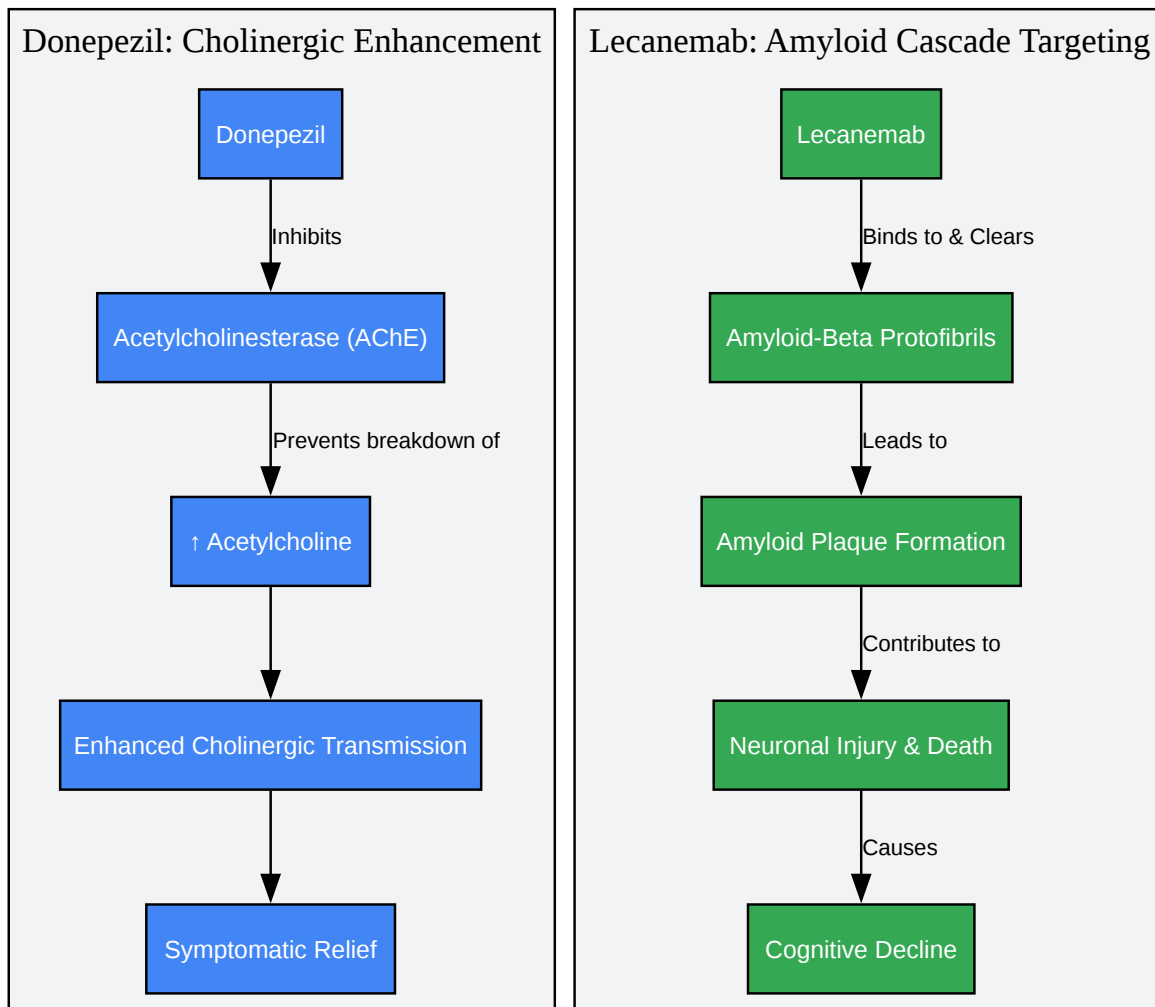 Donepezil: Cholinergic Enhancement
Donepezil
Inhibits
Acetylcholinesterase (AChE)
Prevents breakdown of
↑ Acetylcholine
Enhanced Cholinergic Transmission
Symptomatic Relief
Lecanemab: Amyloid Cascade Targeting
Lecanemab
Binds to & Clears
Amyloid-Beta Protofibrils
Leads to
Amyloid Plaque Formation
Contributes to
Neuronal Injury & Death
Causes
Cognitive Decline